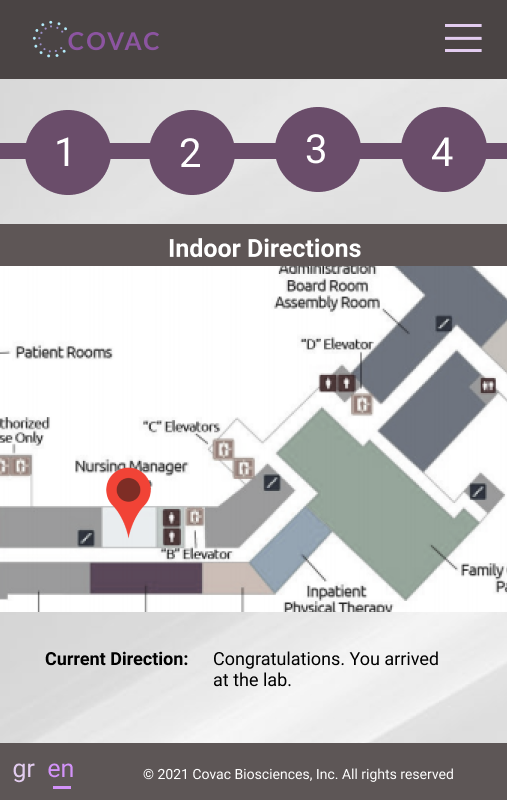 COVAC
1 2 3 4
Indoor Directions
Administration
Board Room
Assembly Room
"D" Elevator
Patient Rooms
"C" Elevators
thorized
se Only
Nursing Manager
"B" Elevator
Inpatient
Physical Therapy
Family
Pa
Current Direction: Congratulations. You arrived
at the lab.
gr en
© 2021 Covac Biosciences, Inc. All rights reserved